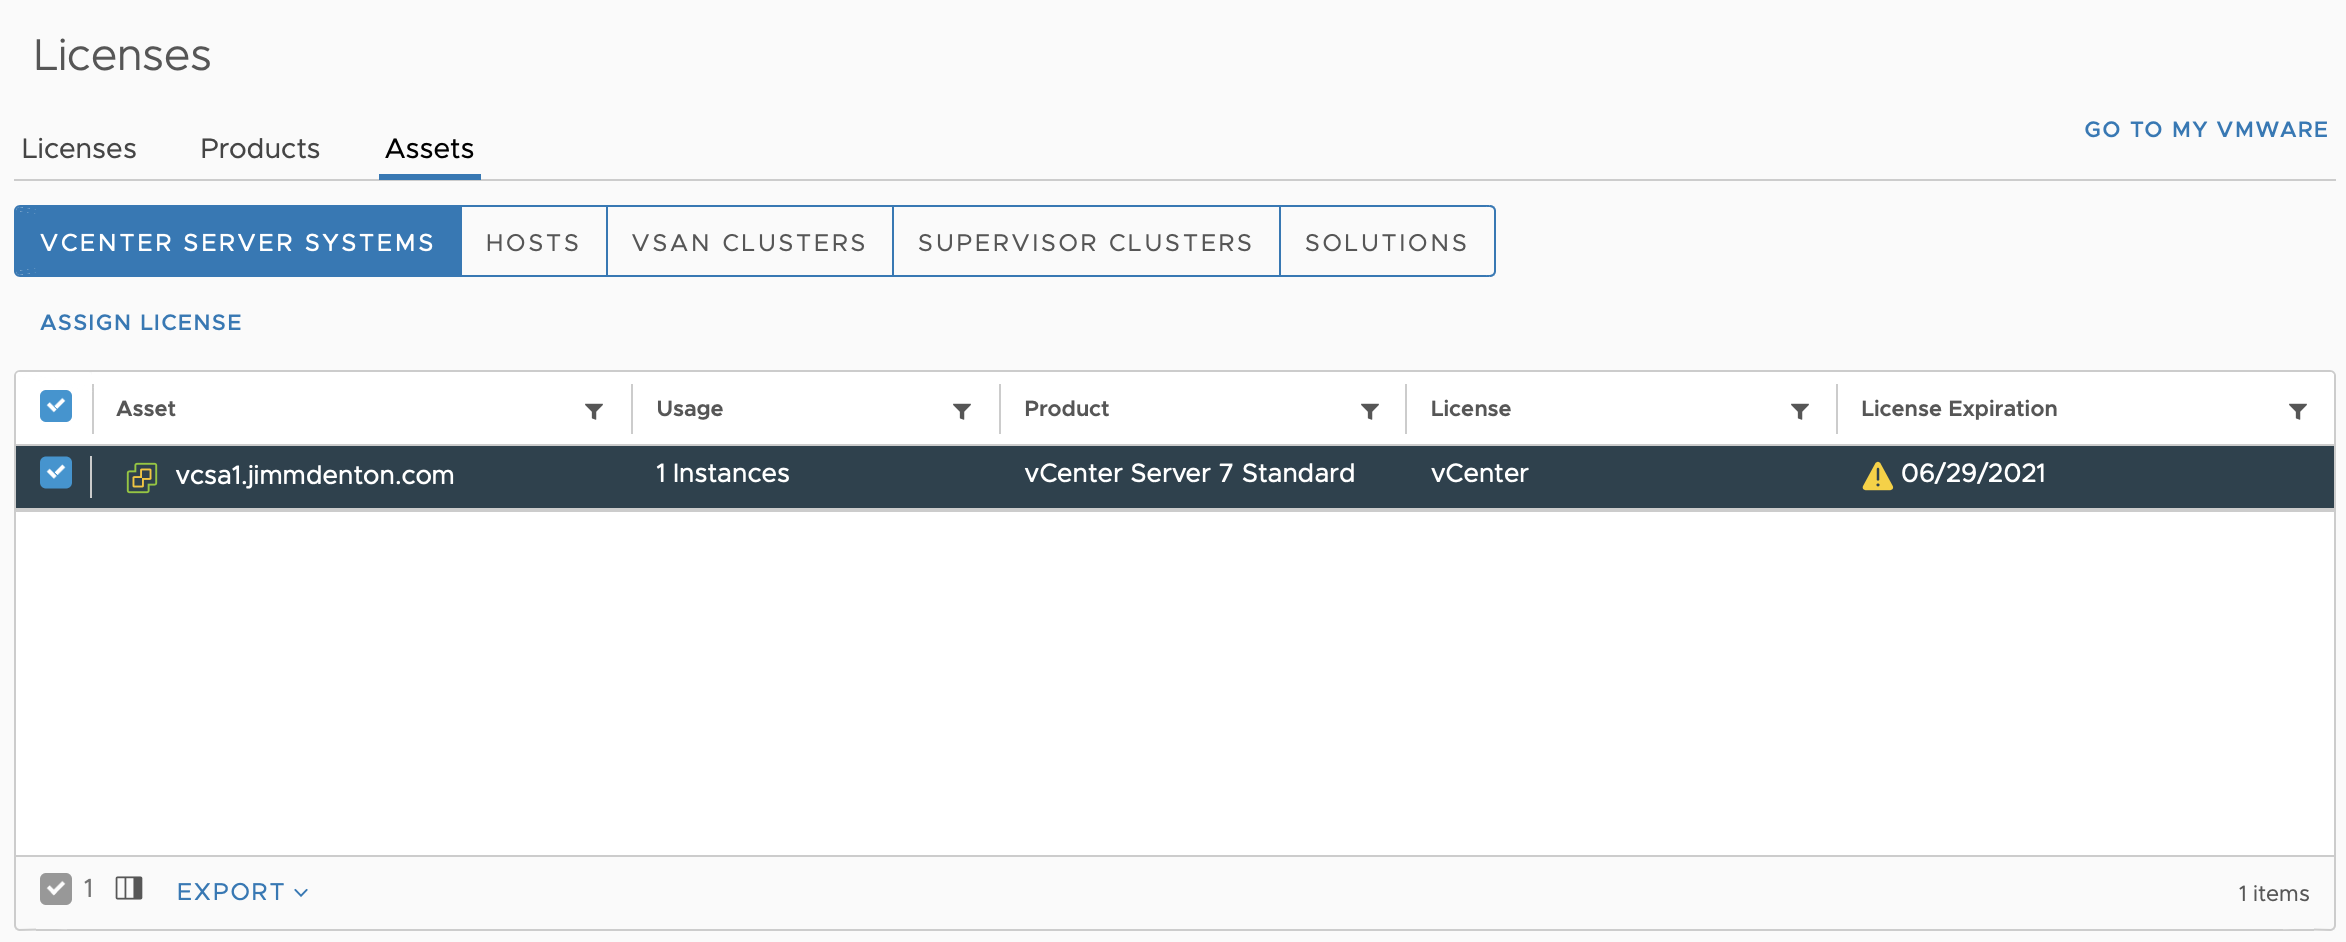 Licenses
Licenses Products Assets GO TO MY VMWARE
VCENTER SERVER SYSTEMS HOSTS VSAN CLUSTERS SUPERVISOR CLUSTERS SOLUTIONS
ASSIGN LICENSE
Asset Usage Product License License Expiration
vcsa1.jimmdenton.com 1 Instances vCenter Server 7 Standard vCenter 06/29/2021
1 EXPORT 1 items